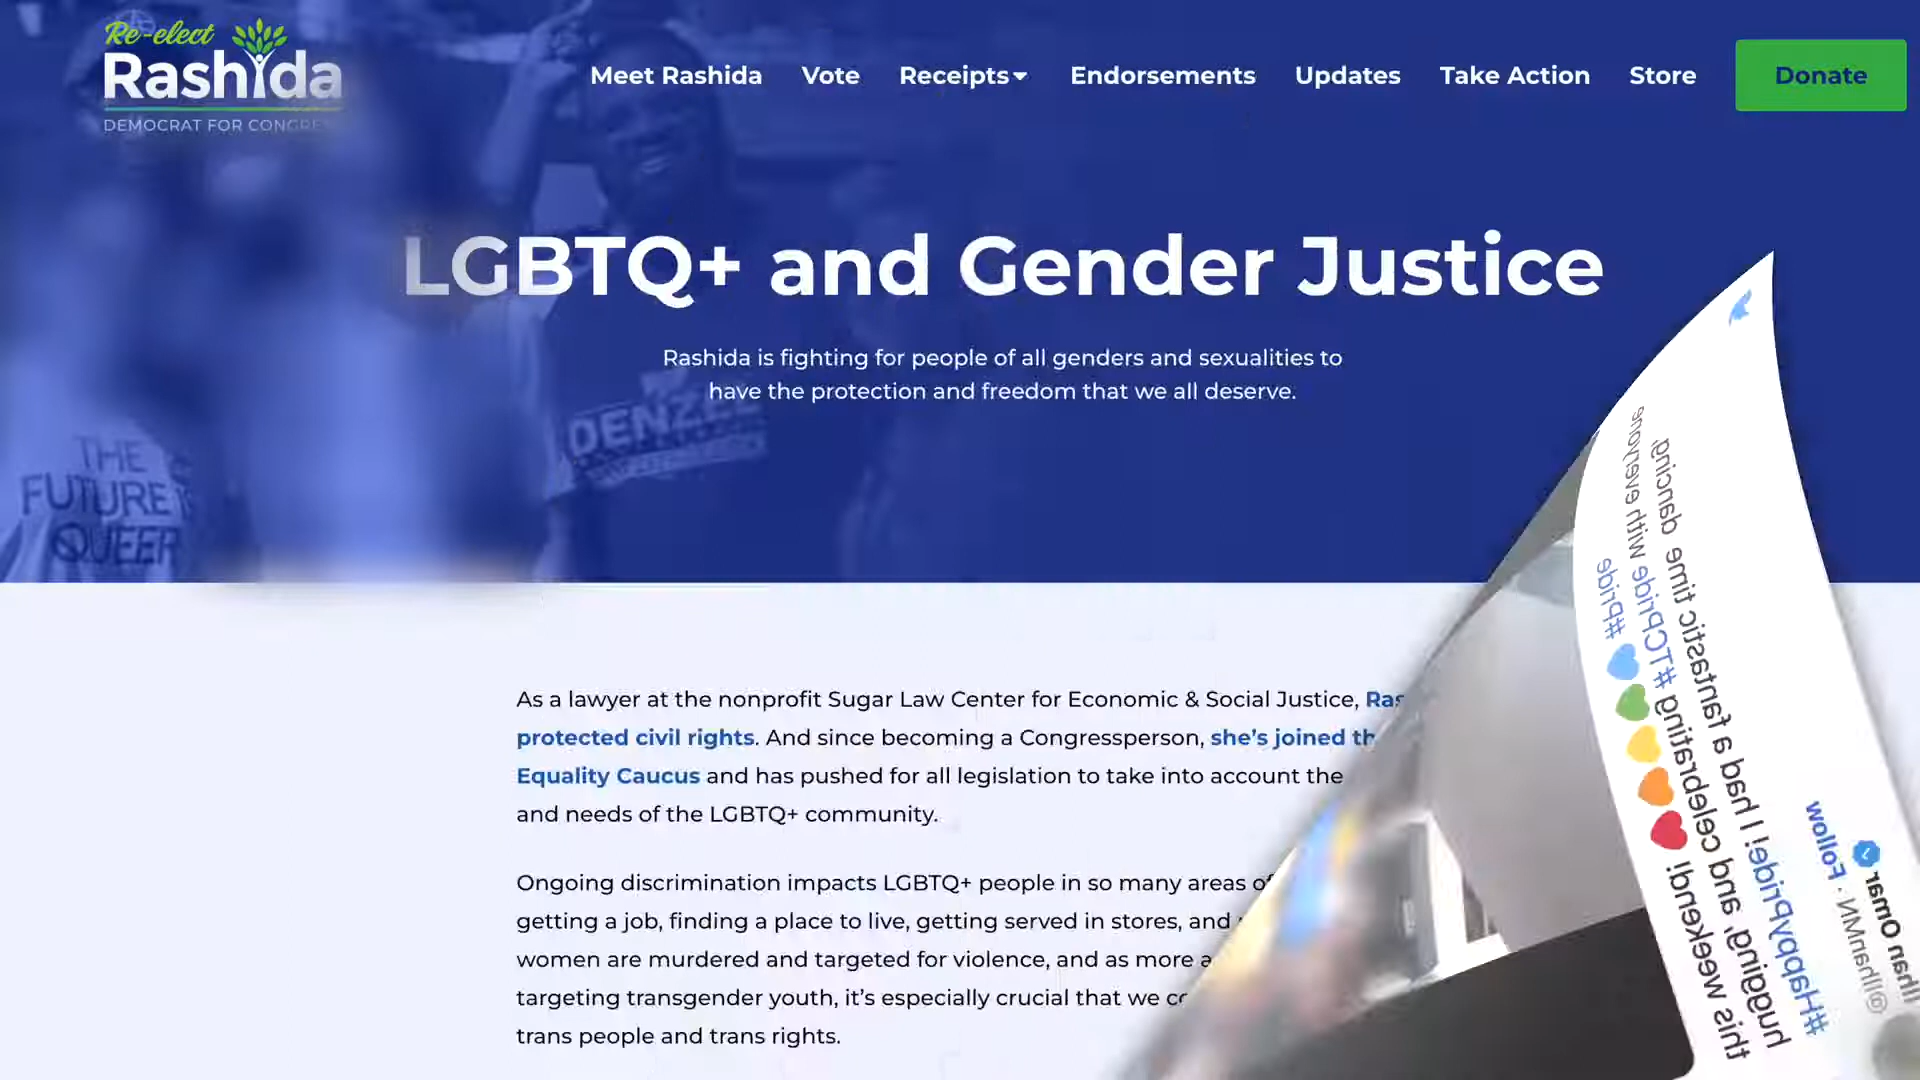 Re-elect
Rashida
DEMOCRAT FOR CONGRESS
Meet Rashida Vote Receipts Endorsements Updates Take Action Store Donate
LGBTQ+ and Gender Justice
Rashida is fighting for people of all genders and sexualities to
have the protection and freedom that we all deserve.
DENZEL
THE
FUTURE IS
QUEER
As a lawyer at the nonprofit Sugar Law Center for Economic & Social Justice, Ras
protected civil rights. And since becoming a Congressperson, she's joined th
Equality Caucus and has pushed for all legislation to take into account the
and needs of the LGBTQ+ community.
Ongoing discrimination impacts LGBTQ+ people in so many areas of
getting a job, finding a place to live, getting served in stores, and
women are murdered and targeted for violence, and as more a
targeting transgender youth, it's especially crucial that we co
trans people and trans rights.
Ilhan Omar
@IlhanMN · Follow
#Happypride! I had a fantastic time dancing,
hugging, and celebrating #TCpride with everyone
this weekend! ❤️🧡💛💚💙 #pride